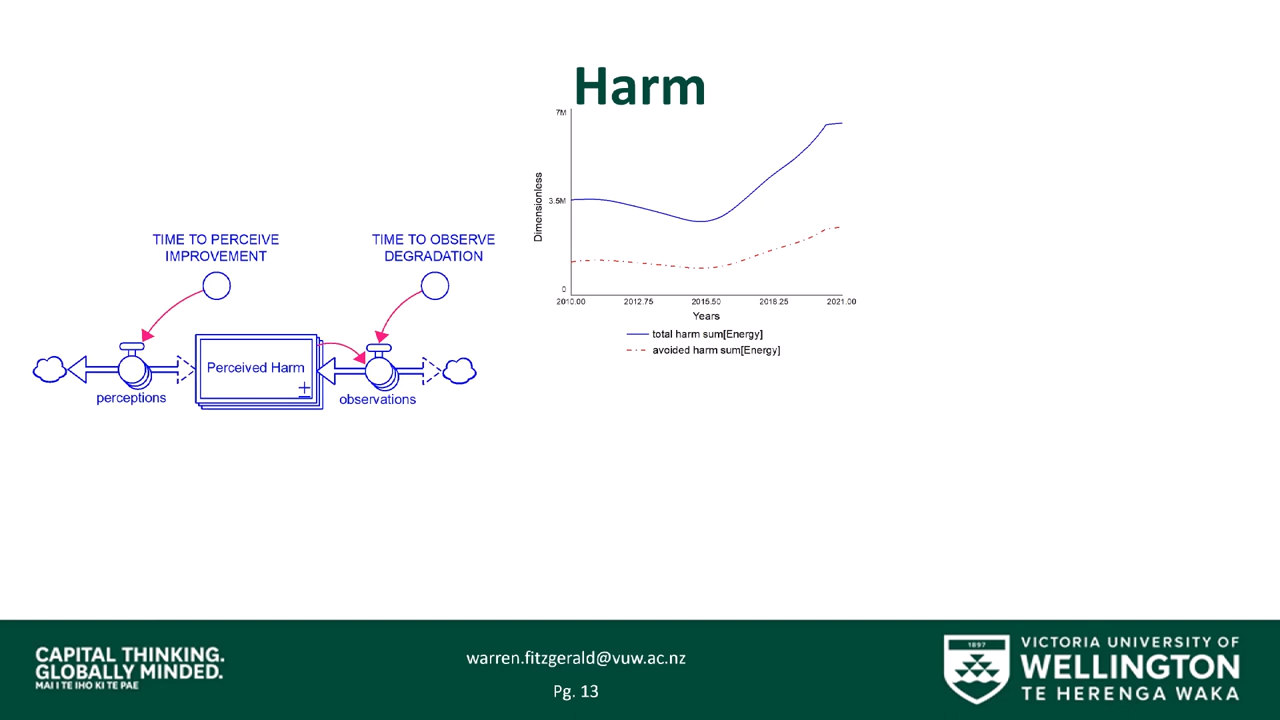 Harm
TIME TO PERCEIVE
IMPROVEMENT
TIME TO OBSERVE
DEGRADATION
Perceived Harm
+
perceptions
observations
7M
3.5M
0
Dimensionless
2010.00 2012.75 2015.50 2018.25 2021.00
Years
total harm sum[Energy]
avoided harm sum[Energy]
CAPITAL THINKING.
GLOBALLY MINDED.
MAI I TE IHO KI TE PAE
warren.fitzgerald@vuw.ac.nz
Pg. 13
1897
VICTORIA UNIVERSITY OF
WELLINGTON
TE HERENGA WAKA